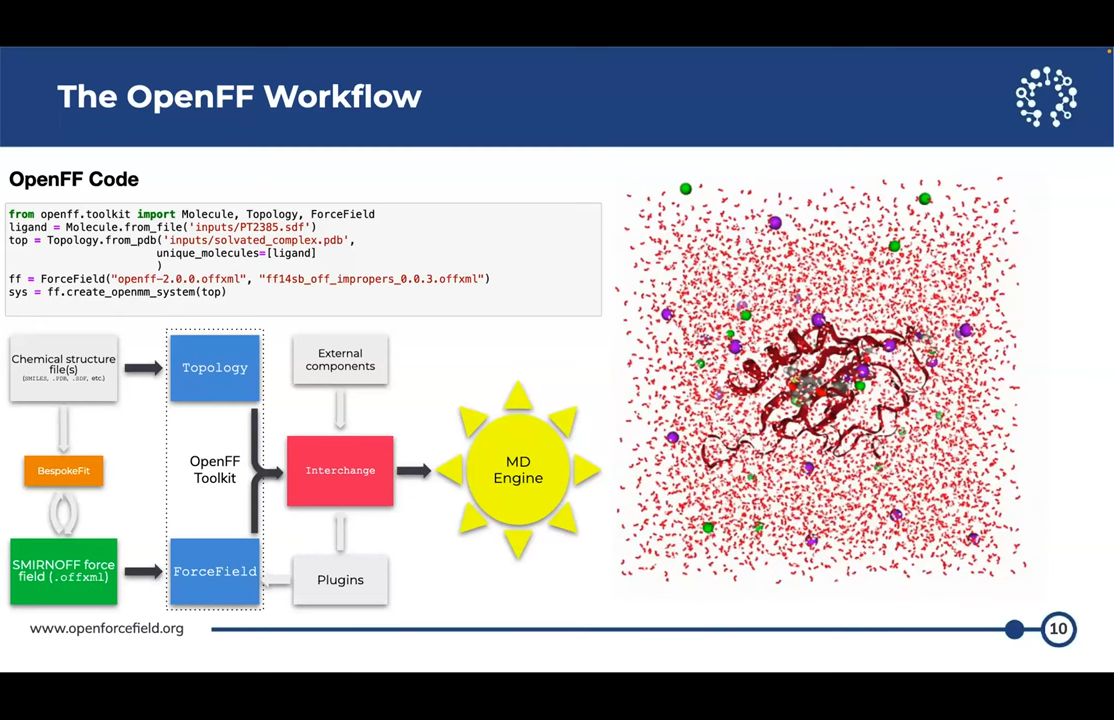 The OpenFF Workflow
OpenFF Code
from openff.toolkit import Molecule, Topology, ForceField
ligand = Molecule.from_file('inputs/PT2385.sdf')
top = Topology.from_pdb('inputs/solvated_complex.pdb',
unique_molecules=[ligand]
)
ff = ForceField("openff-2.0.0.offxml", "ff14sb_off_impropers_0.0.3.offxml")
sys = ff.create_openmm_system(top)
Chemical structure
file(s)
(SMILES, .PDB, .SDF, etc.)
Topology
External
components
BespokeFit
OpenFF
Toolkit
Interchange
MD
Engine
SMIRNOFF force
field (.offxml)
ForceField
Plugins
www.openforcefield.org
10